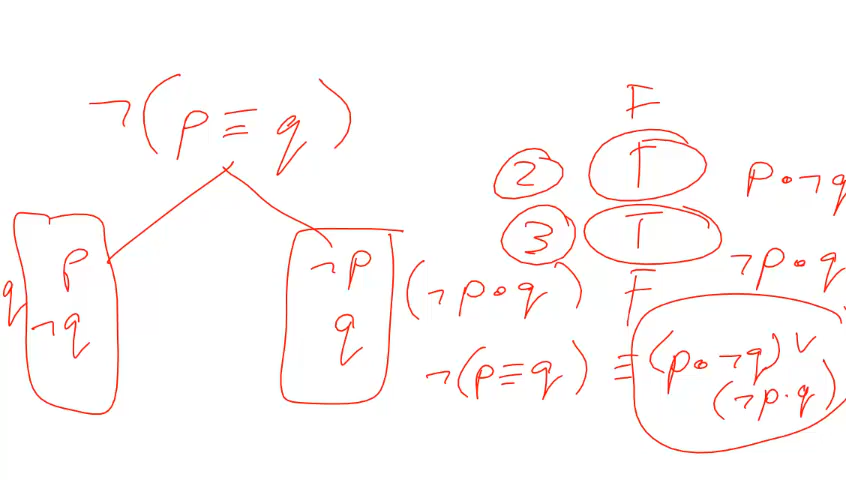 ¬(p ≡ q)
F
② T p • ¬q
③ T ¬p • q
F
p
¬q
q
¬p
q
(¬p • q)
¬(p ≡ q) ≡ (p • ¬q) ∨
(¬p • q)